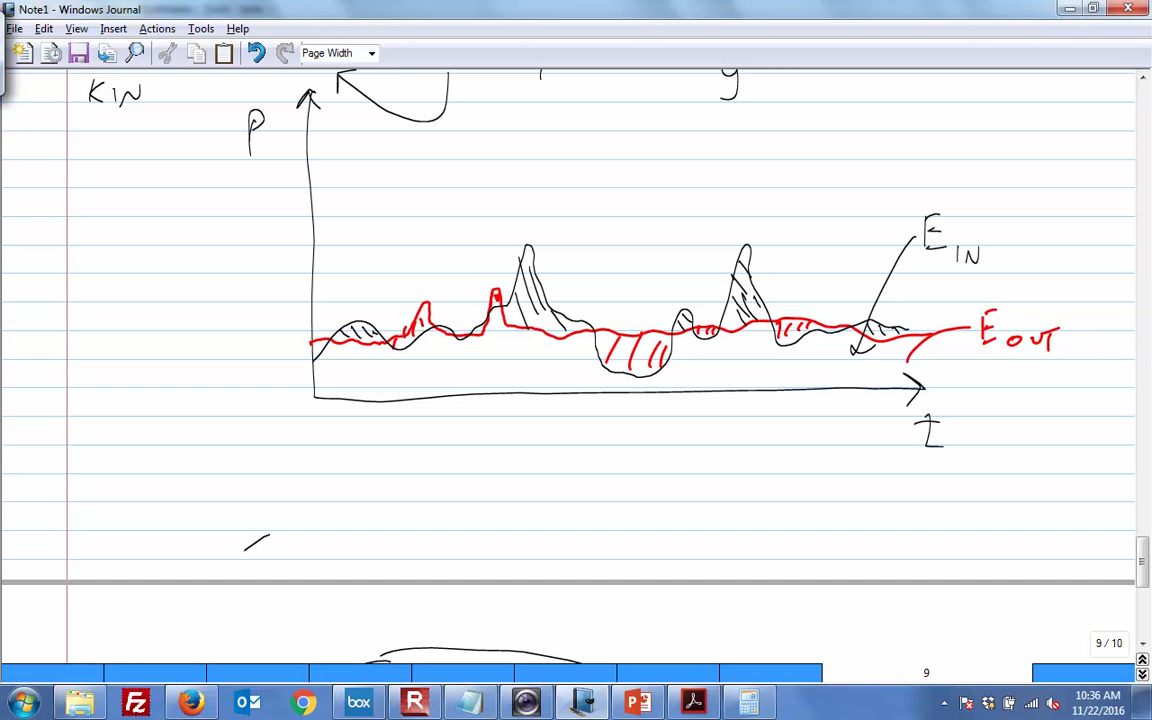 Note1 - Windows Journal
File Edit View Insert Actions Tools Help
Page Width
KIN
y
P
E IN
E OUT
t
9 / 10
9
box
R
10:36 AM
11/22/2016